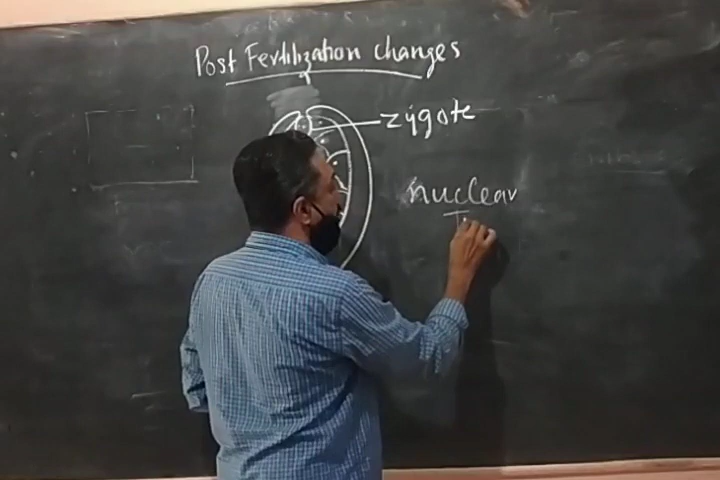 Post Fertilization changes
zygote
nuclear
T